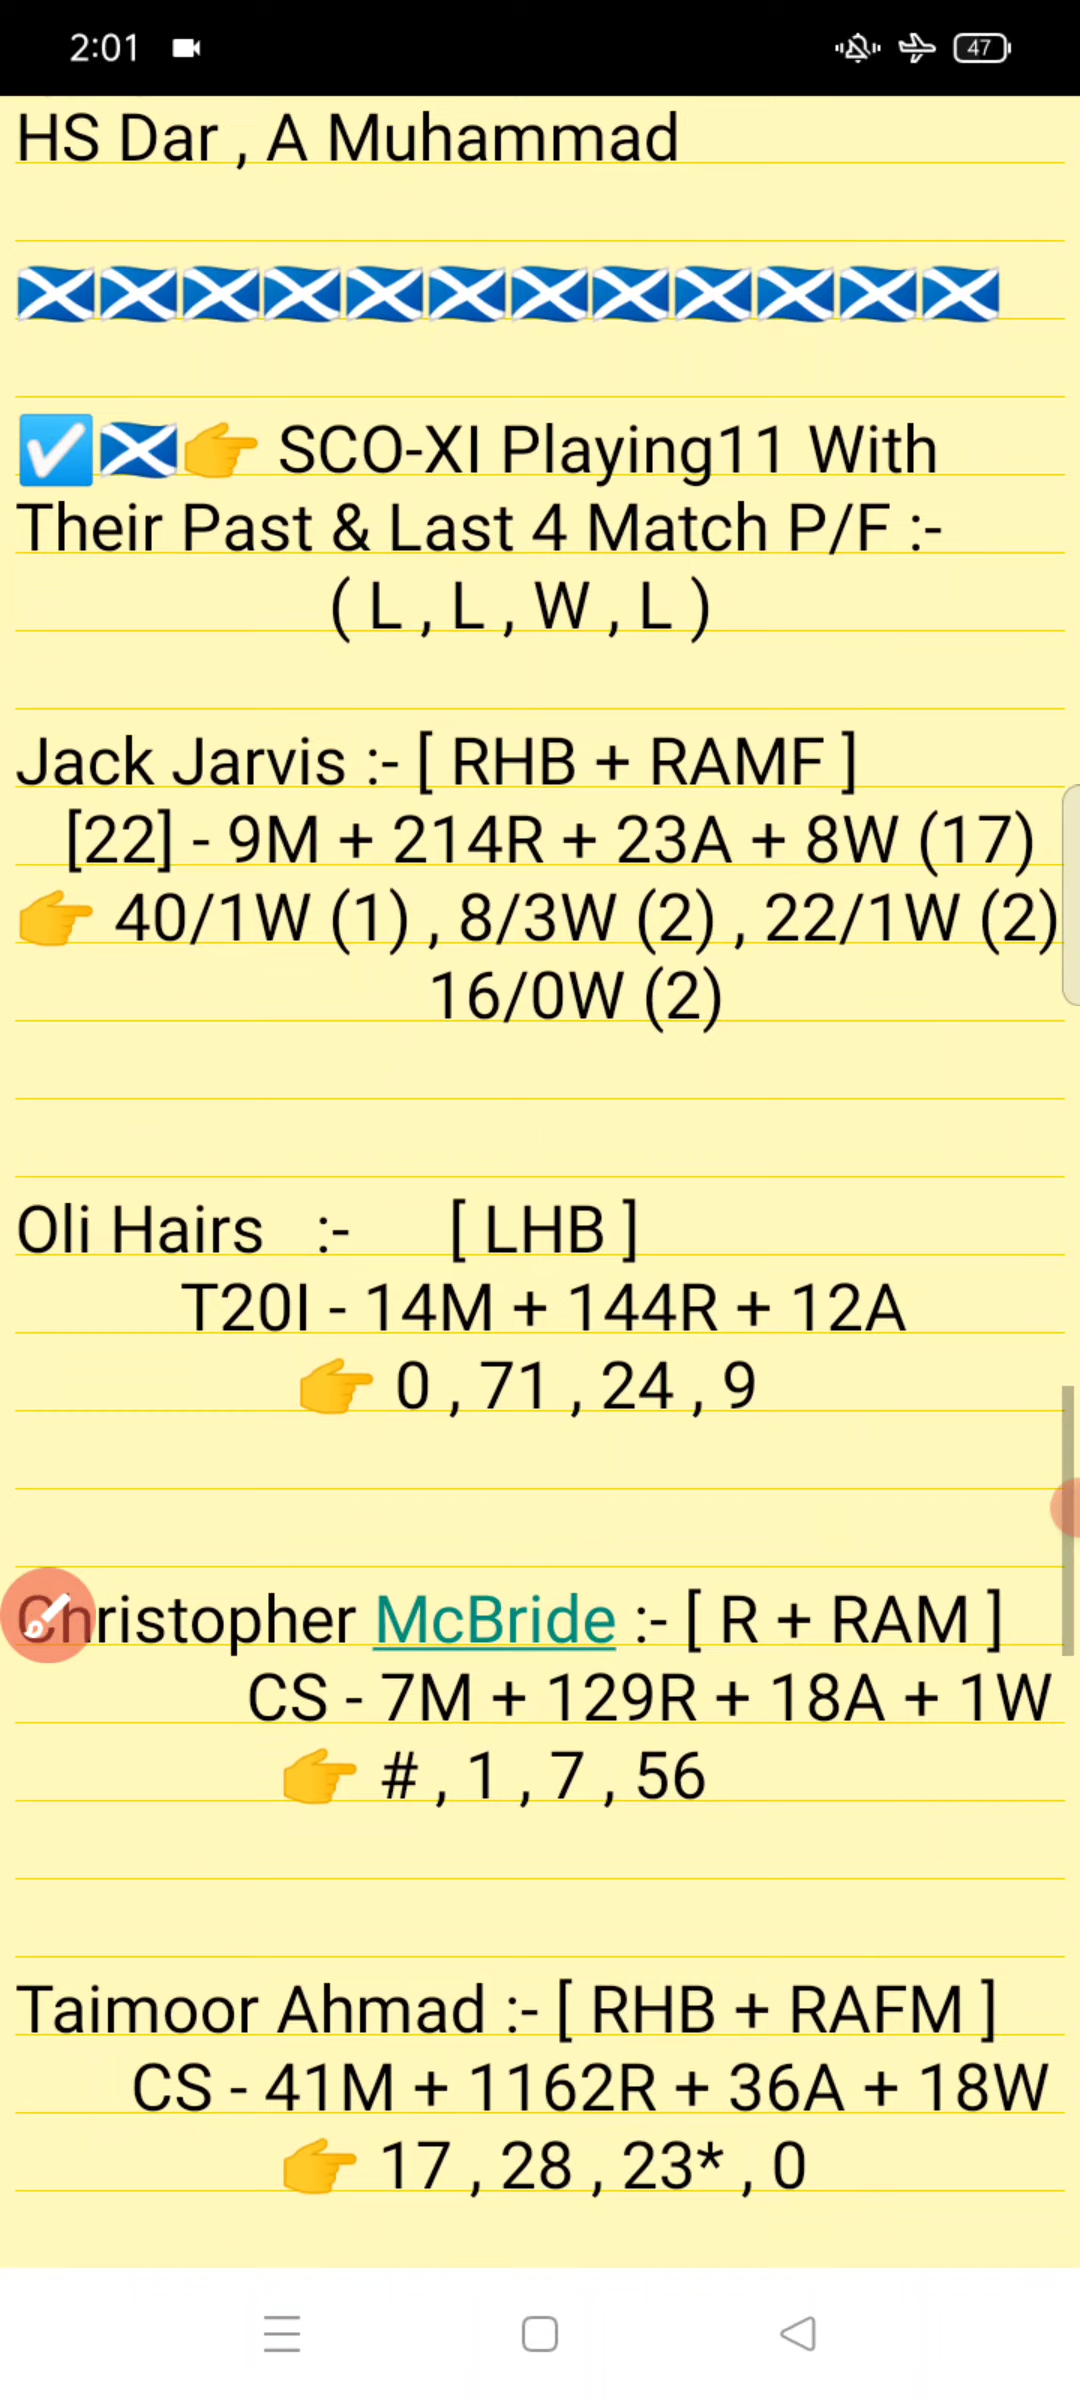 2:01
47
HS Dar , A Muhammad
SCO-XI Playing11 With
Their Past & Last 4 Match P/F :-
( L , L , W , L )
Jack Jarvis :- [ RHB + RAMF ]
[22] - 9M + 214R + 23A + 8W (17)
40/1W (1) , 8/3W (2) , 22/1W (2)
16/0W (2)
Oli Hairs :- [ LHB ]
T20I - 14M + 144R + 12A
0 , 71 , 24 , 9
Christopher McBride :- [ R + RAM ]
CS - 7M + 129R + 18A + 1W
# , 1 , 7 , 56
Taimoor Ahmad :- [ RHB + RAFM ]
CS - 41M + 1162R + 36A + 18W
17 , 28 , 23* , 0